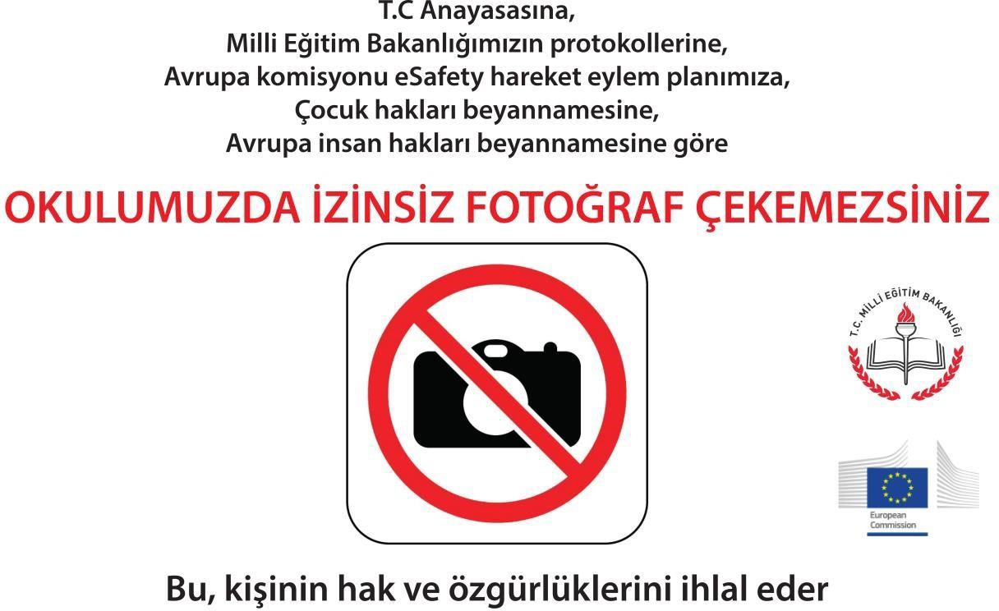 T.C Anayasasına,
Milli Eğitim Bakanlığımızın protokollerine,
Avrupa komisyonu eSafety hareket eylem planımıza,
Çocuk hakları beyannamesine,
Avrupa insan hakları beyannamesine göre
OKULUMUZDA İZİNSİZ FOTOĞRAF ÇEKEMEZSİNİZ
T.C. MİLLİ EĞİTİM BAKANLIĞI
European
Commission
Bu, kişinin hak ve özgürlüklerini ihlal eder